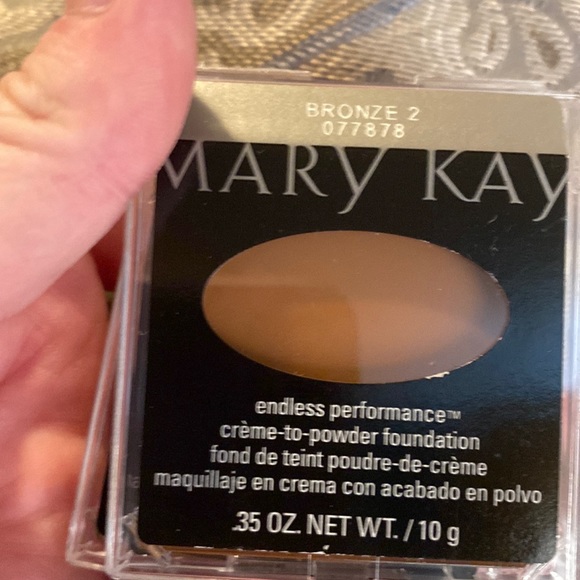 BRONZE 2
077878
MARY KAY
endless performance™
crème-to-powder foundation
fond de teint poudre-de-crème
maquillaje en crema con acabado en polvo
.35 OZ. NET WT. / 10 g